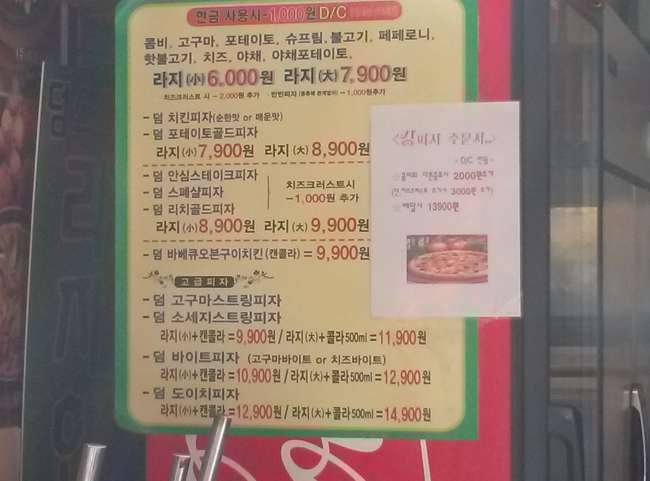 현금 사용시-1,000원 D/C
콤비, 고구마, 포테이토, 슈프림, 불고기, 페페로니,
핫불고기, 치즈, 야채, 야채포테이토,
라지(小) 6,000원 라지(大) 7,900원
치즈크러스트 시 -2,000원 추가 반반피자 -1,000원추가
- 덤 치킨피자(순한맛 or 매운맛)
- 덤 포테이토골드피자
라지(小) 7,900원 라지(大) 8,900원
- 덤 안심스테이크피자
- 덤 스페샬피자
- 덤 리치골드피자
치즈크러스트시
-1,000원 추가
라지(小) 8,900원 라지(大) 9,900원
- 덤 바베큐오븐구이치킨(캔콜라) = 9,900원
고급피자
- 덤 고구마스트링피자
- 덤 소세지스트링피자
라지(小)+캔콜라=9,900원 / 라지(大)+콜라500ml=11,900원
- 덤 바이트피자 (고구마바이트 or 치즈바이트)
라지(小)+캔콜라=10,900원 / 라지(大)+콜라500ml=12,900원
- 덤 도이치피자
라지(小)+캔콜라=12,900원 / 라지(大)+콜라500ml=14,900원
피자 주문시..>
D/C 안됨
2000원추가
3000원 추가)
배달시 13900원